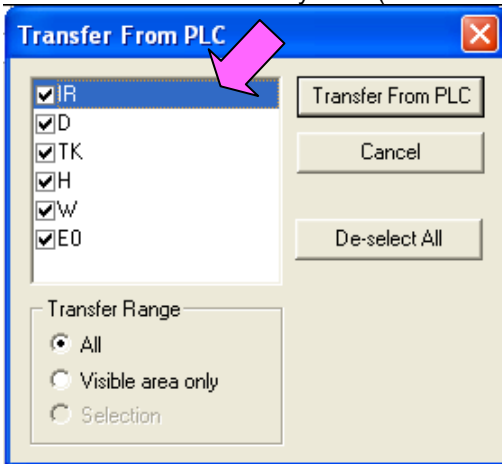 Transfer From PLC
IR
D
TK
H
W
E0
Transfer From PLC
Cancel
De-select All
Transfer Range
All
Visible area only
Selection